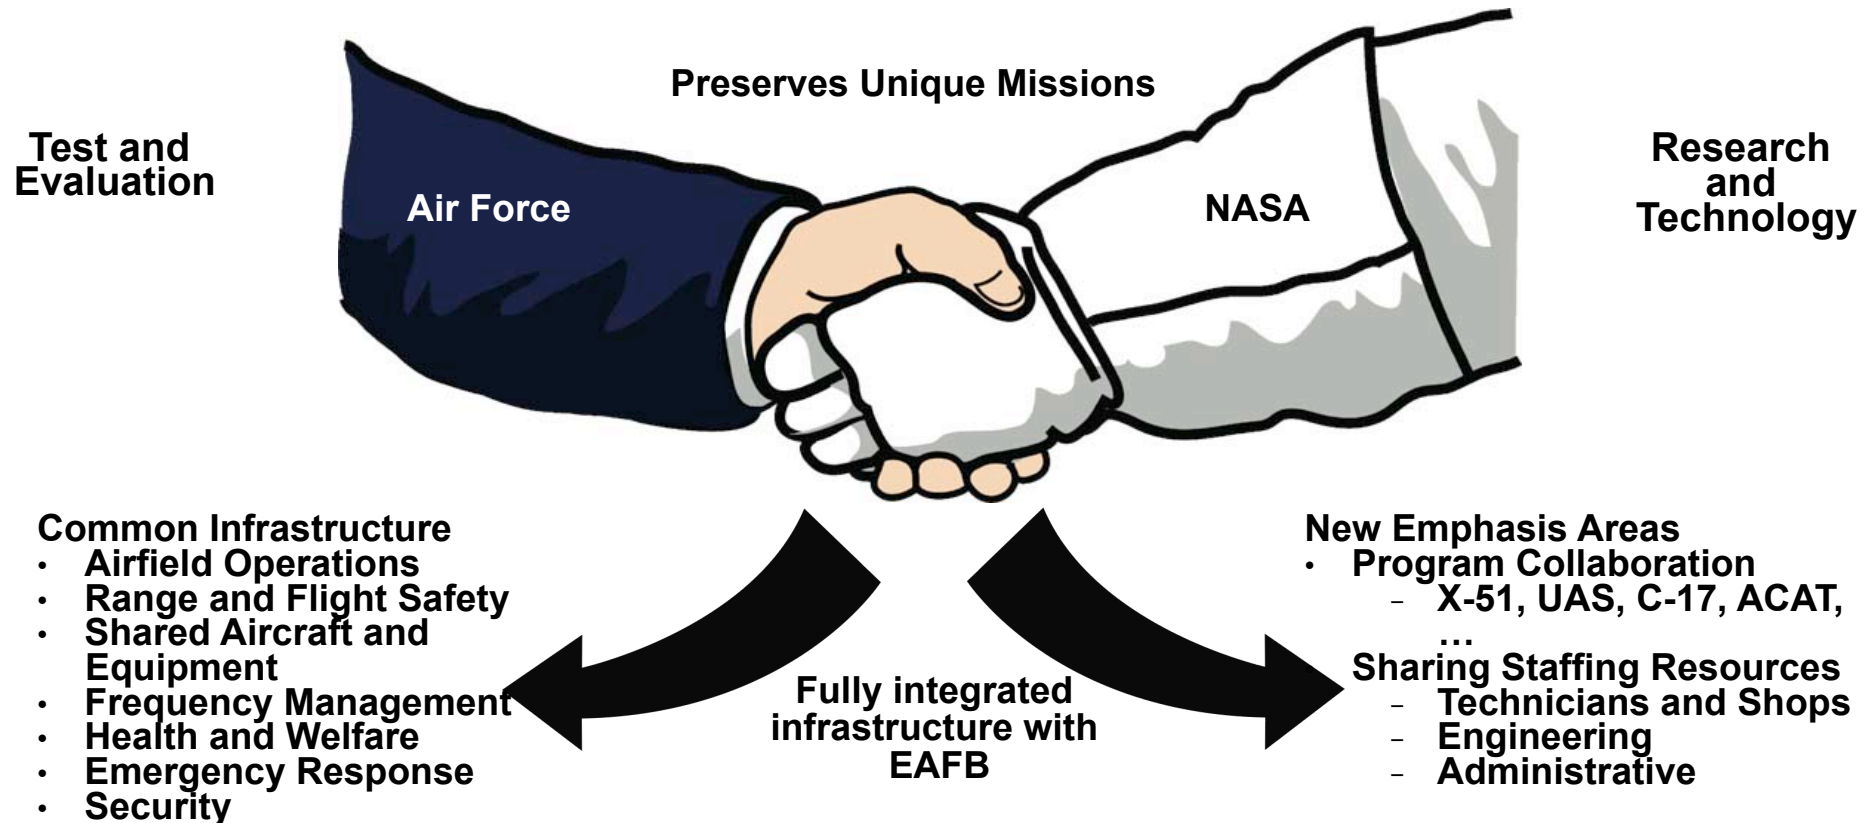 Preserves Unique Missions
Test and
Evaluation
Air Force
NASA
Research
and
Technology
Common Infrastructure
• Airfield Operations
• Range and Flight Safety
• Shared Aircraft and
Equipment
• Frequency Management
• Health and Welfare
• Emergency Response
• Security
Fully integrated
infrastructure with
EAFB
New Emphasis Areas
• Program Collaboration
– X-51, UAS, C-17, ACAT,
…
Sharing Staffing Resources
– Technicians and Shops
– Engineering
– Administrative